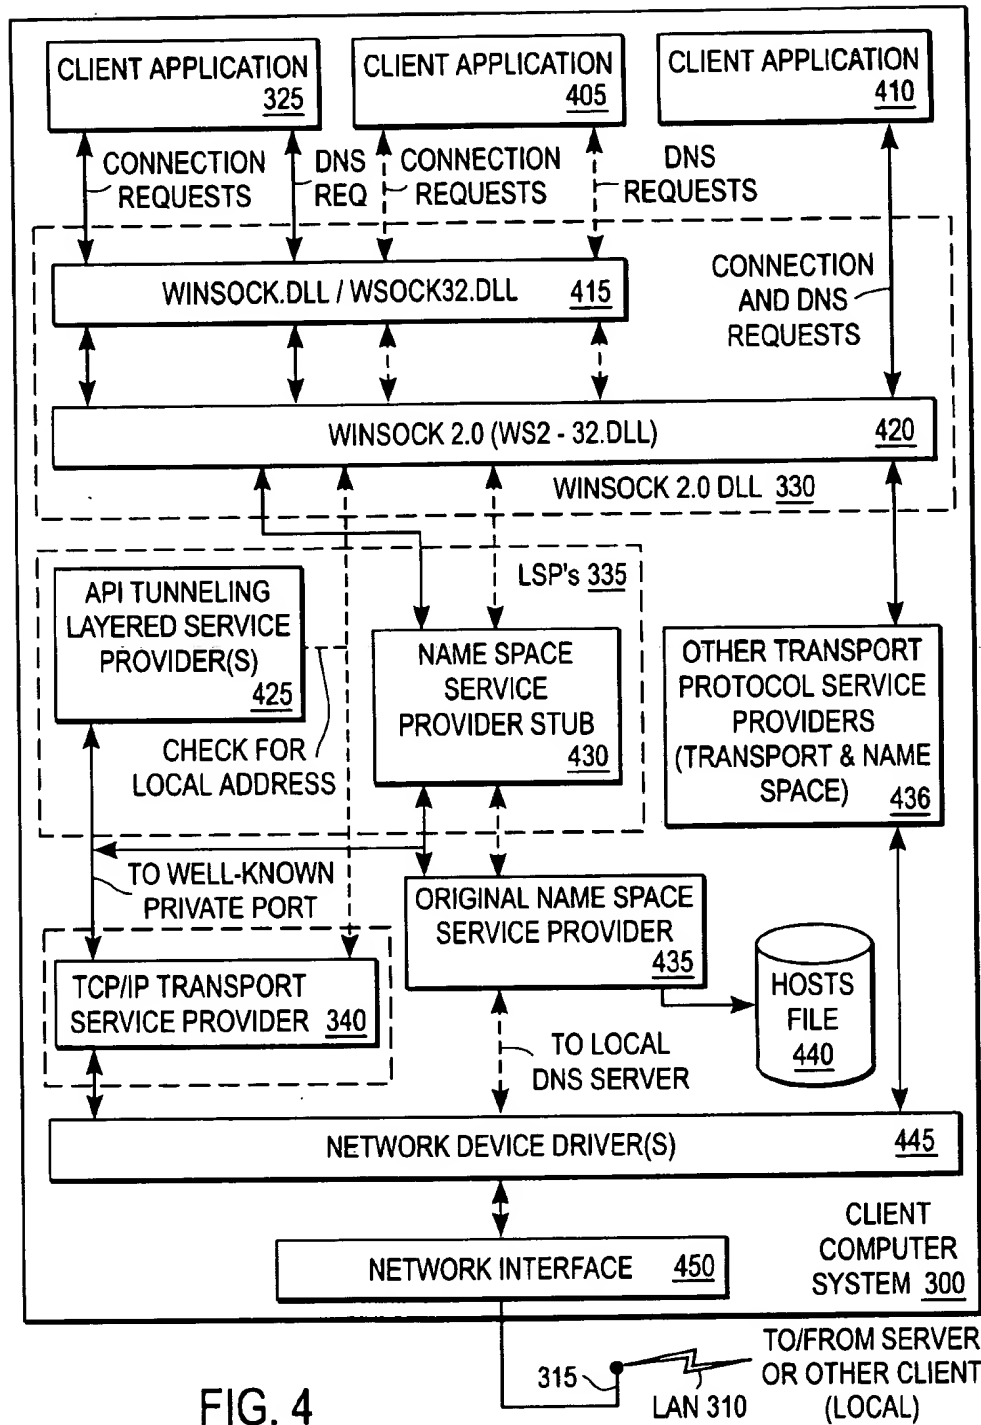 CLIENT APPLICATION
325
CLIENT APPLICATION
405
CLIENT APPLICATION
410
CONNECTION
REQUESTS
DNS
REQ
CONNECTION
REQUESTS
DNS
REQUESTS
WINSOCK.DLL / WSOCK32.DLL 415
CONNECTION
AND DNS
REQUESTS
WINSOCK 2.0 (WS2 - 32.DLL) 420
WINSOCK 2.0 DLL 330
LSP's 335
API TUNNELING
LAYERED SERVICE
PROVIDER(S)
425
NAME SPACE
SERVICE
PROVIDER STUB
430
OTHER TRANSPORT
PROTOCOL SERVICE
PROVIDERS
(TRANSPORT & NAME
SPACE) 436
CHECK FOR
LOCAL ADDRESS
TO WELL-KNOWN
PRIVATE PORT
ORIGINAL NAME SPACE
SERVICE PROVIDER
435
TCP/IP TRANSPORT
SERVICE PROVIDER 340
HOSTS
FILE
440
TO LOCAL
DNS SERVER
NETWORK DEVICE DRIVER(S) 445
NETWORK INTERFACE 450
CLIENT
COMPUTER
SYSTEM 300
315
LAN 310
TO/FROM SERVER
OR OTHER CLIENT
(LOCAL)
FIG. 4